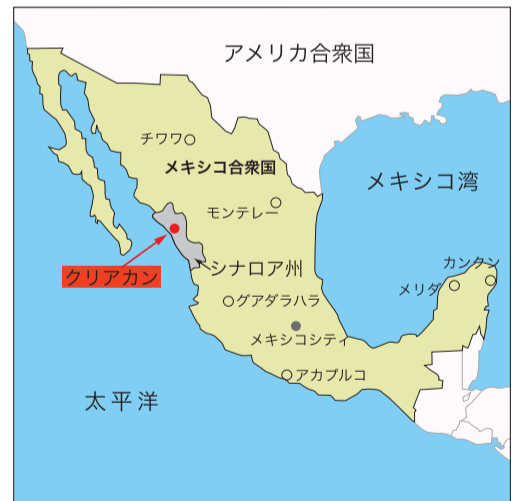 アメリカ合衆国
チワワ
メキシコ合衆国
メキシコ湾
モンテレー
カンクン
シナロア州
クリアカン
メリダ
グアダラハラ
メキシコシティ
アカプルコ
太平洋